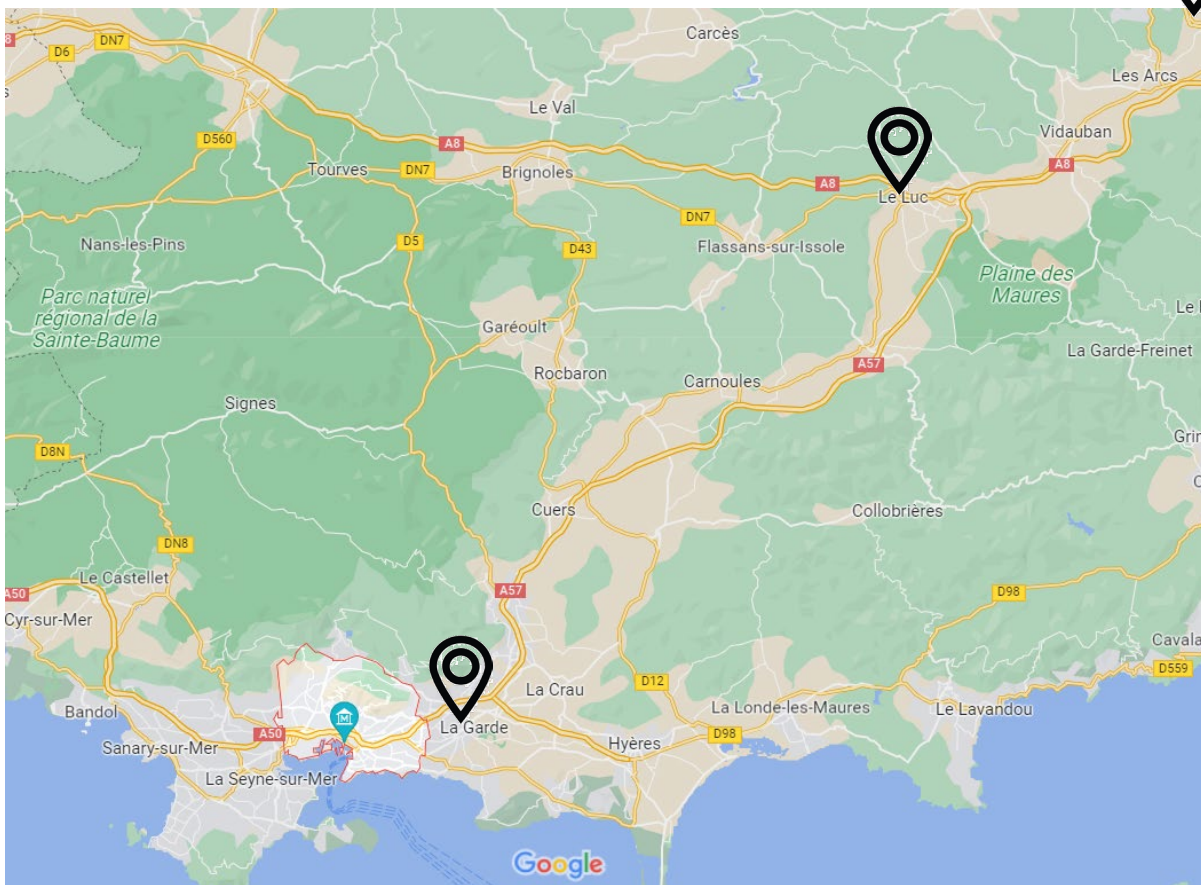 Carcès
DN7
8
D6
Les Arcs
Le Val
Vidauban
D560
A8
A8
Tourves
DN7
Brignoles
A8
Le Luc
DN7
Nans-les-Pins
D5
D43
Flassans-sur-Issole
Plaine des
Maures
Parc naturel
régional de la
Sainte-Baume
Garéoult
La Garde-Freinet
A57
Rocbaron
Carnoules
Signes
D8N
Cuers
Collobrières
DN8
Le Castellet
A50
A57
D98
Cyr-sur-Mer
Cavala
D559
D12
La Crau
Bandol
La Londe-les-Maures
Le Lavandou
La Garde
A50
D98
Sanary-sur-Mer
Hyères
La Seyne-sur-Mer
Google